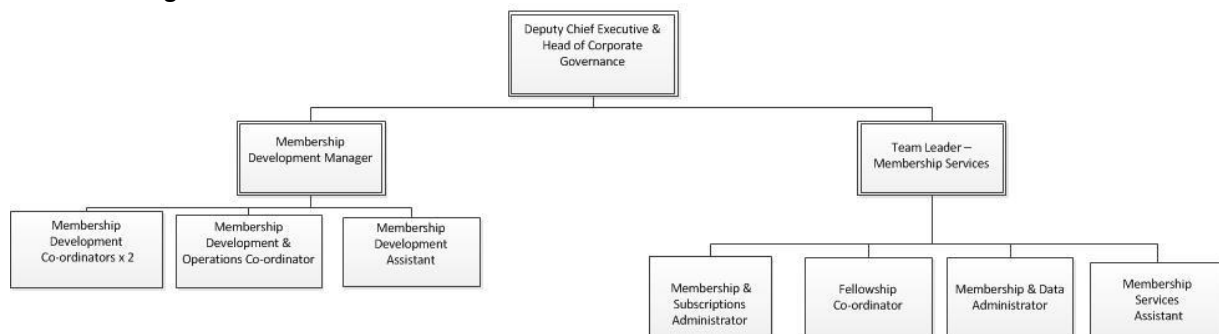 Deputy Chief Executive &
Head of Corporate
Governance
Membership
Development Manager
Team Leader –
Membership Services
Membership
Development
Co-ordinators x 2
Membership
Development &
Operations Co-ordinator
Membership
Development
Assistant
Membership &
Subscriptions
Administrator
Fellowship
Co-ordinator
Membership & Data
Administrator
Membership
Services
Assistant